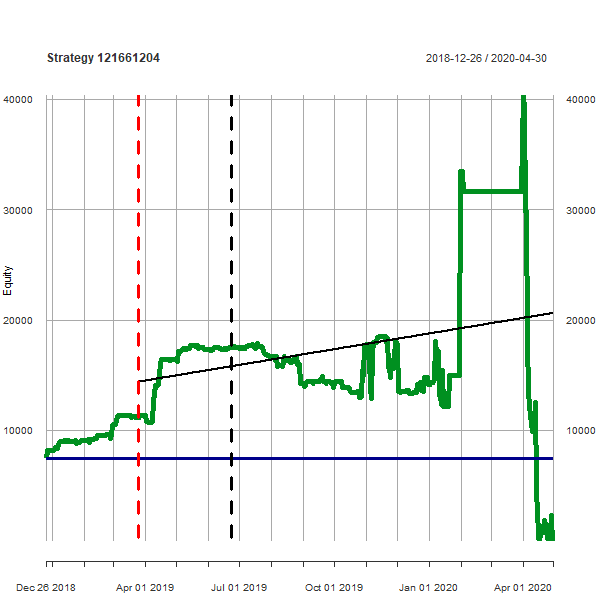 Strategy 121661204
2018-12-26 / 2020-04-30
40000
40000
30000
30000
Equity
20000
20000
10000
10000
Dec 26 2018
Apr 01 2019
Jul 01 2019
Oct 01 2019
Jan 01 2020
Apr 01 2020